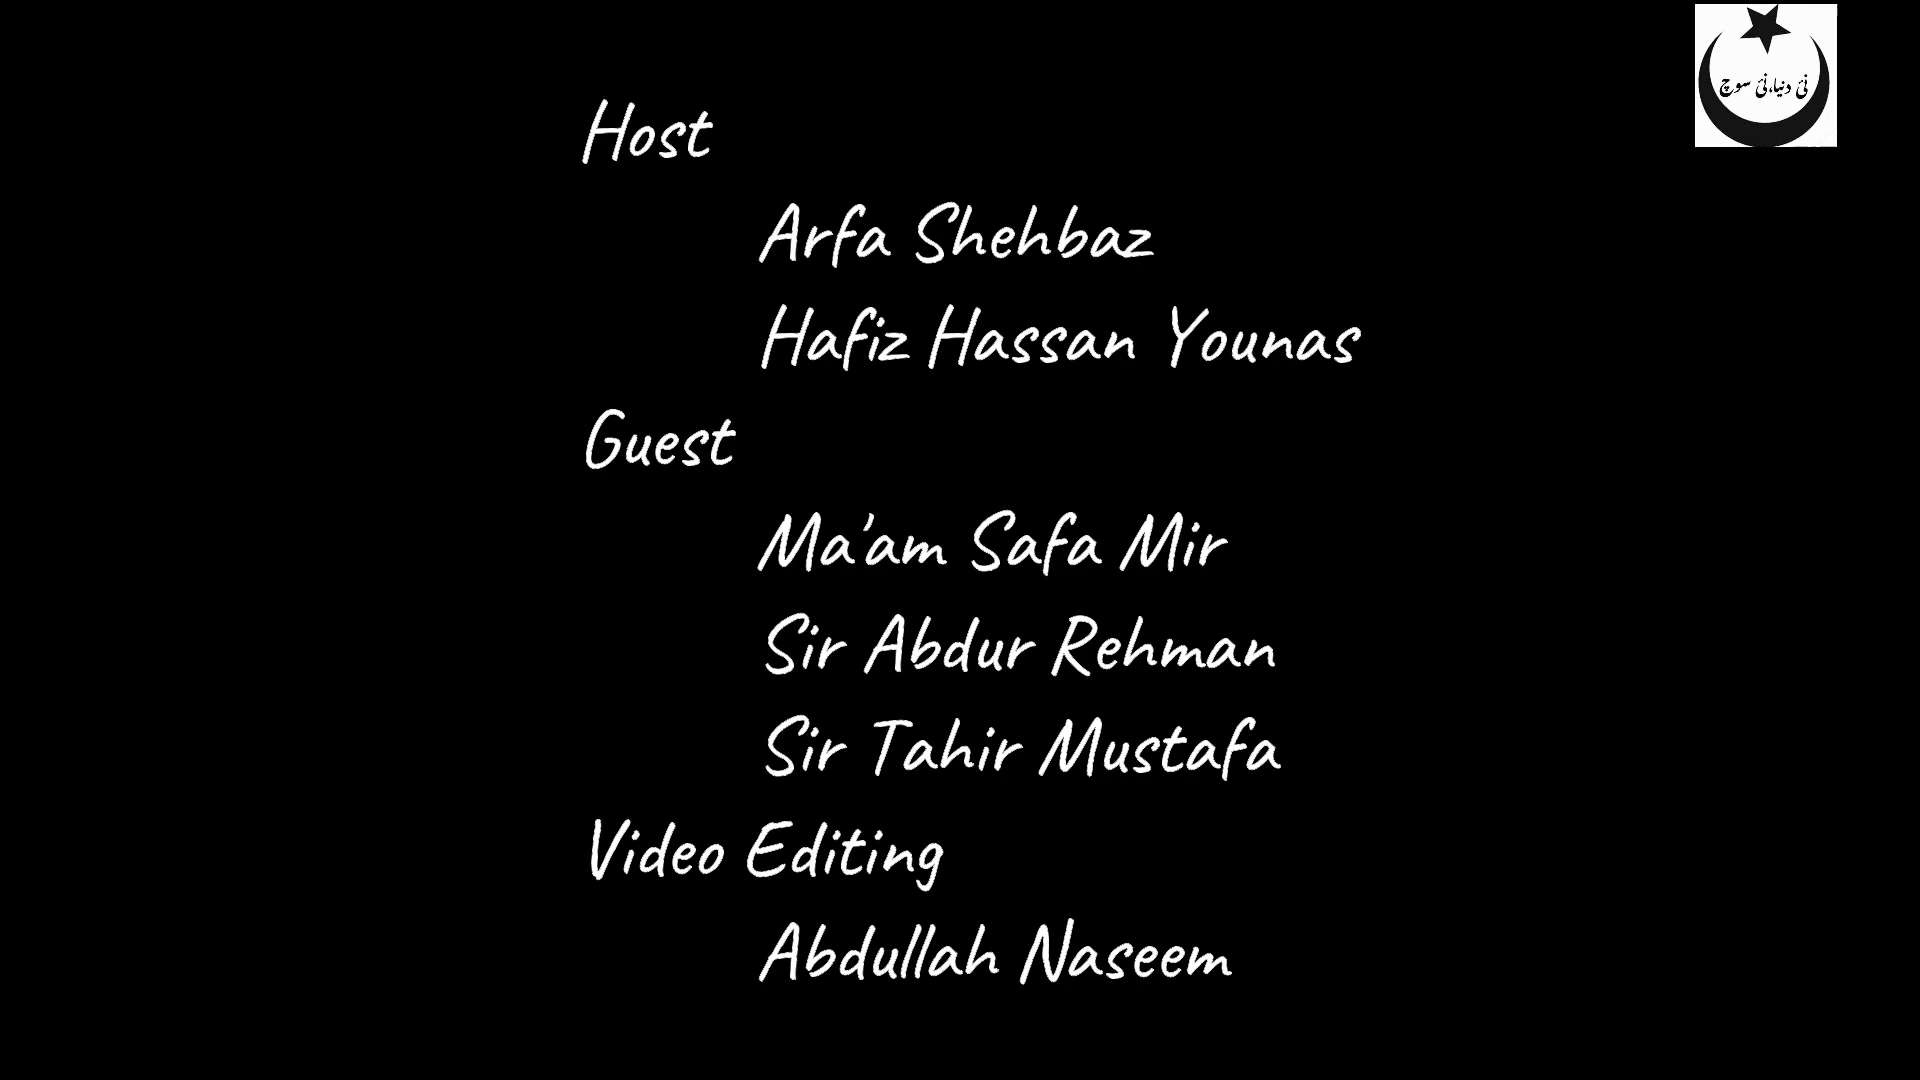 نئی دنیا،نئی سوچ
Host
Arfa Shehbaz
Hafiz Hassan Younas
Guest
Ma'am Safa Mir
Sir Abdur Rehman
Sir Tahir Mustafa
Video Editing
Abdullah Naseem